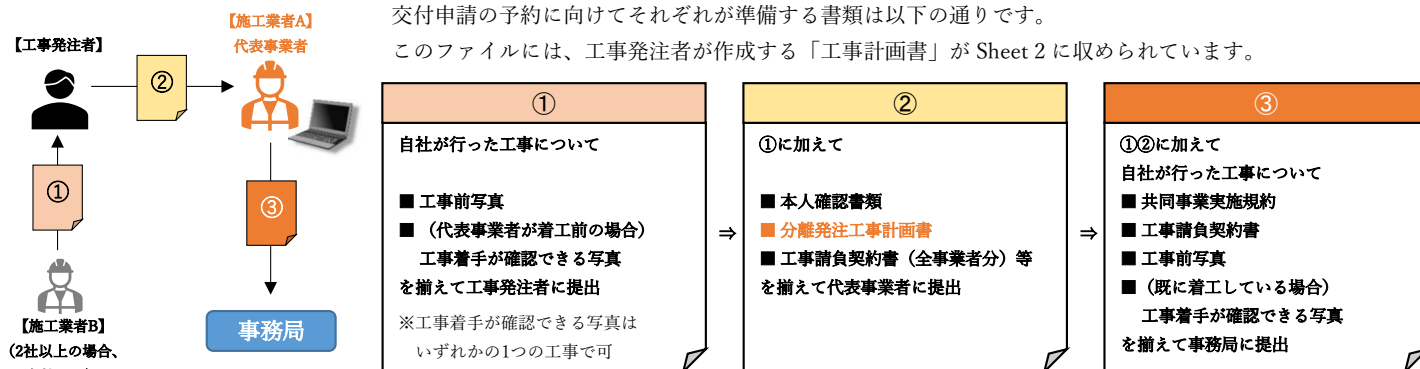 交付申請の予約に向けてそれぞれが準備する書類は以下の通りです。
このファイルには、工事発注者が作成する「工事計画書」が Sheet 2 に収められています。
【工事発注者】
【施工業者A】
代表事業者
②
①
③
【施工業者B】
(2社以上の場合、
事務局
①
自社が行った工事について
■ 工事前写真
■ （代表事業者が着工前の場合）
工事着手が確認できる写真
を揃えて工事発注者に提出
※工事着手が確認できる写真は
いずれかの1つの工事で可
⇒
②
①に加えて
■ 本人確認書類
■ 分離発注工事計画書
■ 工事請負契約書（全事業者分）等
を揃えて代表事業者に提出
⇒
③
①②に加えて
自社が行った工事について
■ 共同事業実施規約
■ 工事請負契約書
■ 工事前写真
■ （既に着工している場合）
工事着手が確認できる写真
を揃えて事務局に提出